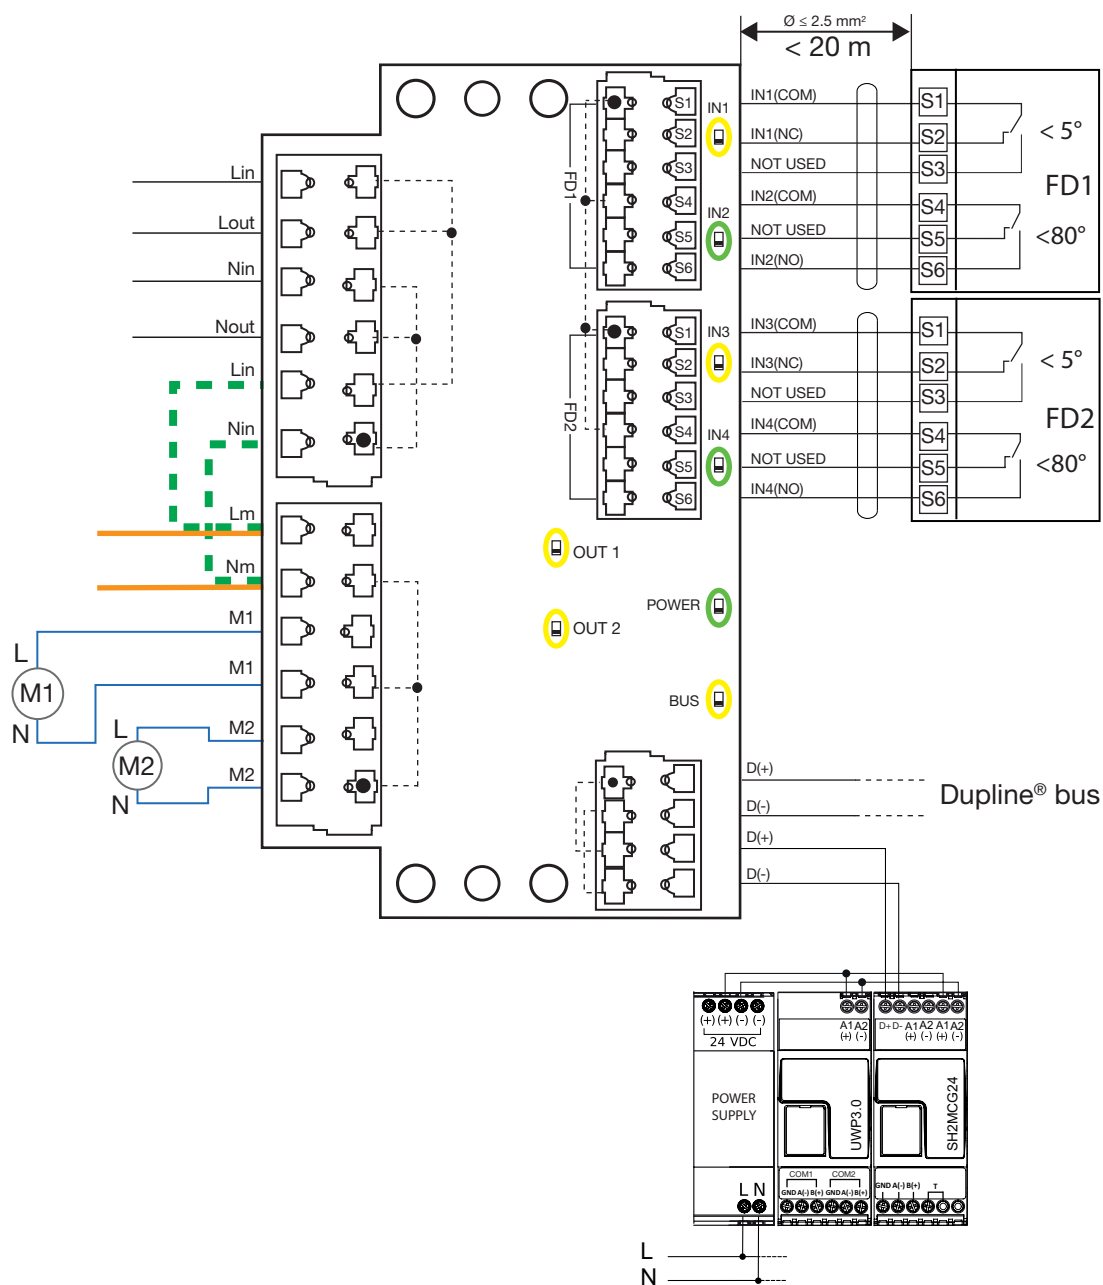 Ø ≤ 2.5 mm²
< 20 m
Lin
Lout
Nin
Nout
Lin
Nin
Lm
Nm
M1
M1
M2
M2
L
M1
N
L
M2
N
FD1
S1
S2
S3
S4
S5
S6
IN1
IN2
FD2
S1
S2
S3
S4
S5
S6
IN3
IN4
OUT 1
OUT 2
POWER
BUS
IN1(COM)
IN1(NC)
NOT USED
IN2(COM)
NOT USED
IN2(NO)
S1
S2
S3
S4
S5
S6
< 5°
FD1
<80°
IN3(COM)
IN3(NC)
NOT USED
IN4(COM)
NOT USED
IN4(NO)
S1
S2
S3
S4
S5
S6
< 5°
FD2
<80°
D(+)
D(-)
D(+)
D(-)
Dupline® bus
(+) (+) (-) (-)
24 VDC
POWER
SUPPLY
L N
A1 A2
(+) (-)
UWP3.0
COM1 COM2
GND A(-) B(+) GND A(-) B(+)
D+ D- A1 A2 A1 A2
(+) (-) (+) (-)
SH2MCG24
GND A(-) B(+) T
L
N